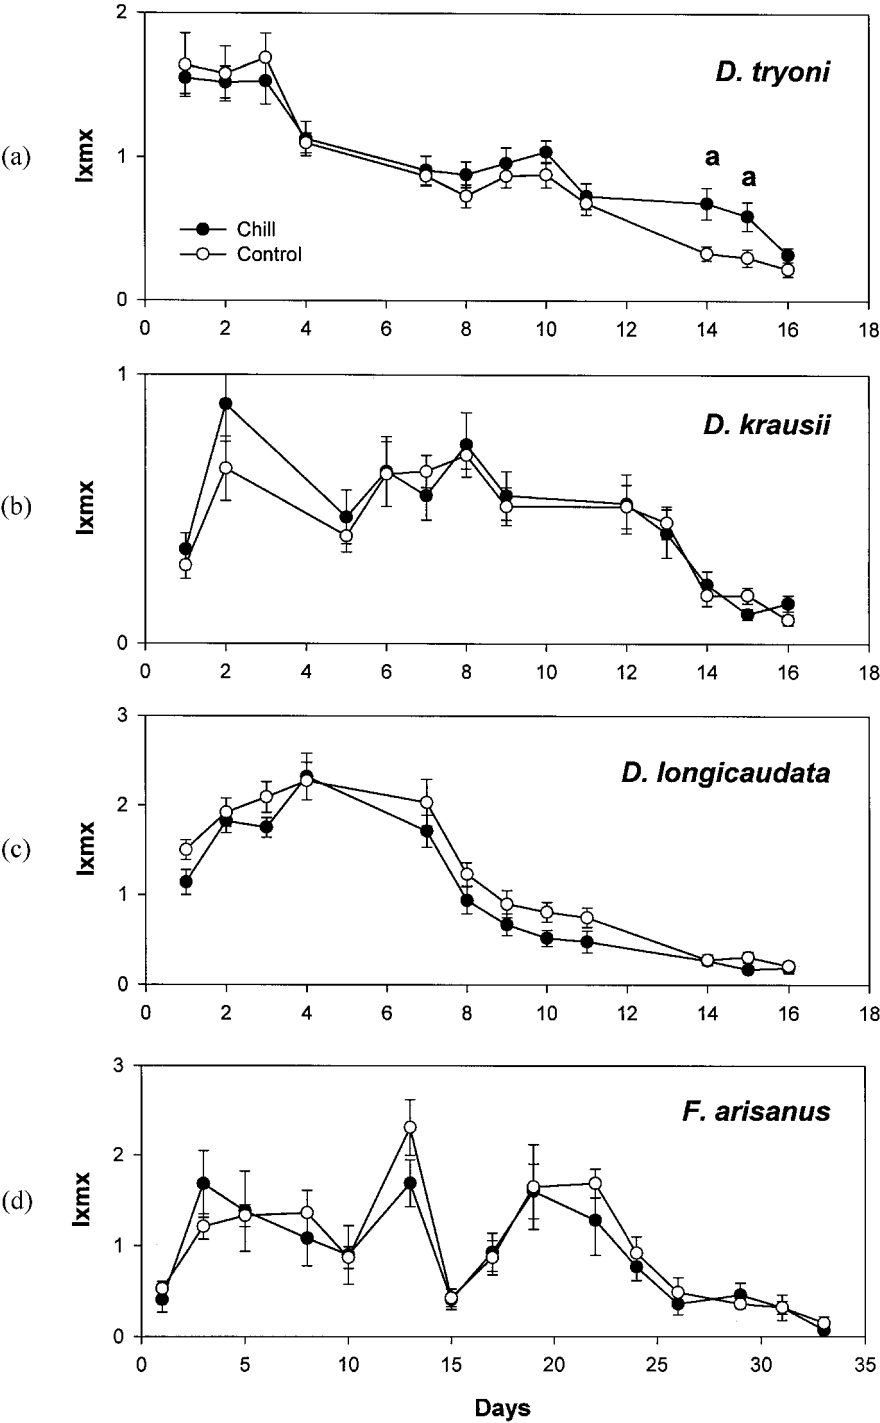 2
D. tryoni
(a)
lxmx
a
a
1
Chill
Control
0
0 2 4 6 8 10 12 14 16 18
1
D. krausii
(b)
lxmx
0
0 2 4 6 8 10 12 14 16 18
3
D. longicaudata
2
(c)
lxmx
1
0
0 2 4 6 8 10 12 14 16 18
3
F. arisanus
2
(d)
lxmx
1
0
0 5 10 15 20 25 30 35
Days